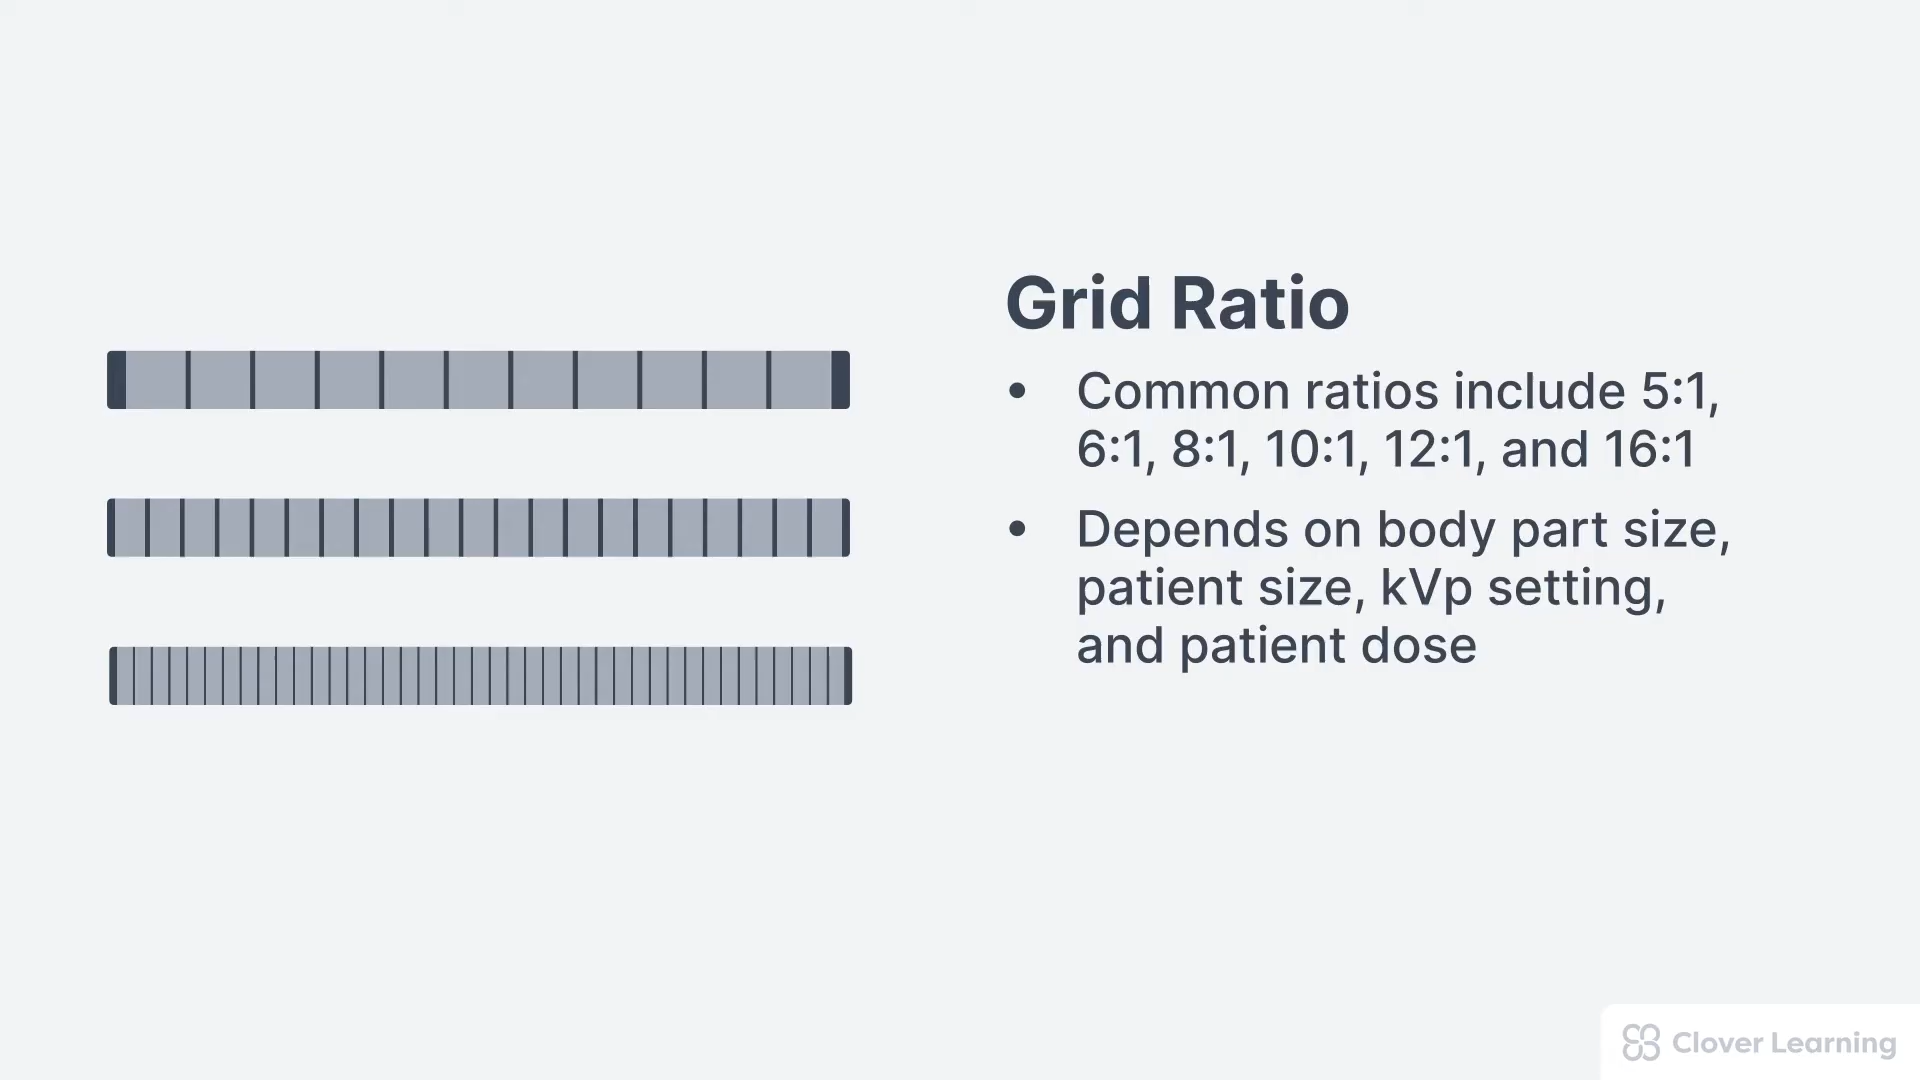 Grid Ratio
• Common ratios include 5:1,
6:1, 8:1, 10:1, 12:1, and 16:1
• Depends on body part size,
patient size, kVp setting,
and patient dose
Clover Learning